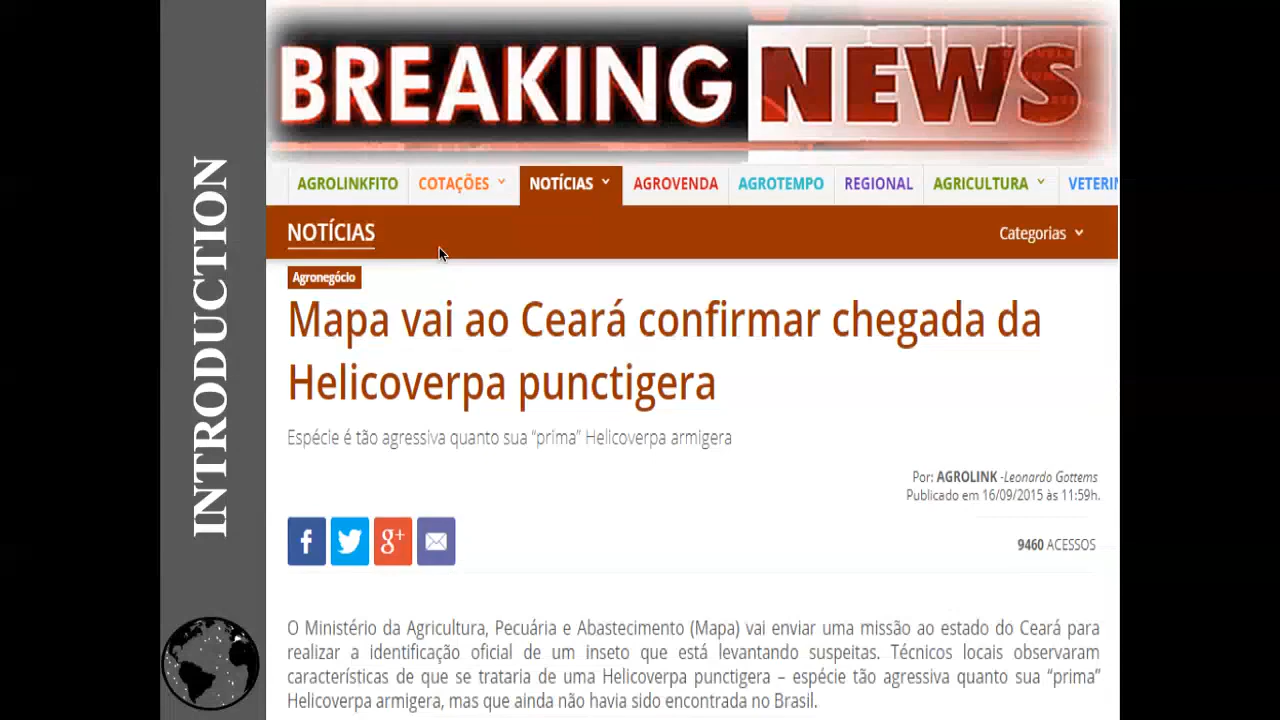 BREAKING NEWS
INTRODUCTION
AGROLINKFITO COTAÇÕES NOTÍCIAS AGROVENDA AGROTEMPO REGIONAL AGRICULTURA VETERIN
NOTÍCIAS
Categorias
Agronegócio
Mapa vai ao Ceará confirmar chegada da
Helicoverpa punctigera
Espécie é tão agressiva quanto sua “prima” Helicoverpa armigera
Por: AGROLINK -Leonardo Gottems
Publicado em 16/09/2015 às 11:59h.
f g+
9460 ACESSOS
O Ministério da Agricultura, Pecuária e Abastecimento (Mapa) vai enviar uma missão ao estado do Ceará para
realizar a identificação oficial de um inseto que está levantando suspeitas. Técnicos locais observaram
características de que se trataria de uma Helicoverpa punctigera – espécie tão agressiva quanto sua “prima”
Helicoverpa armigera, mas que ainda não havia sido encontrada no Brasil.